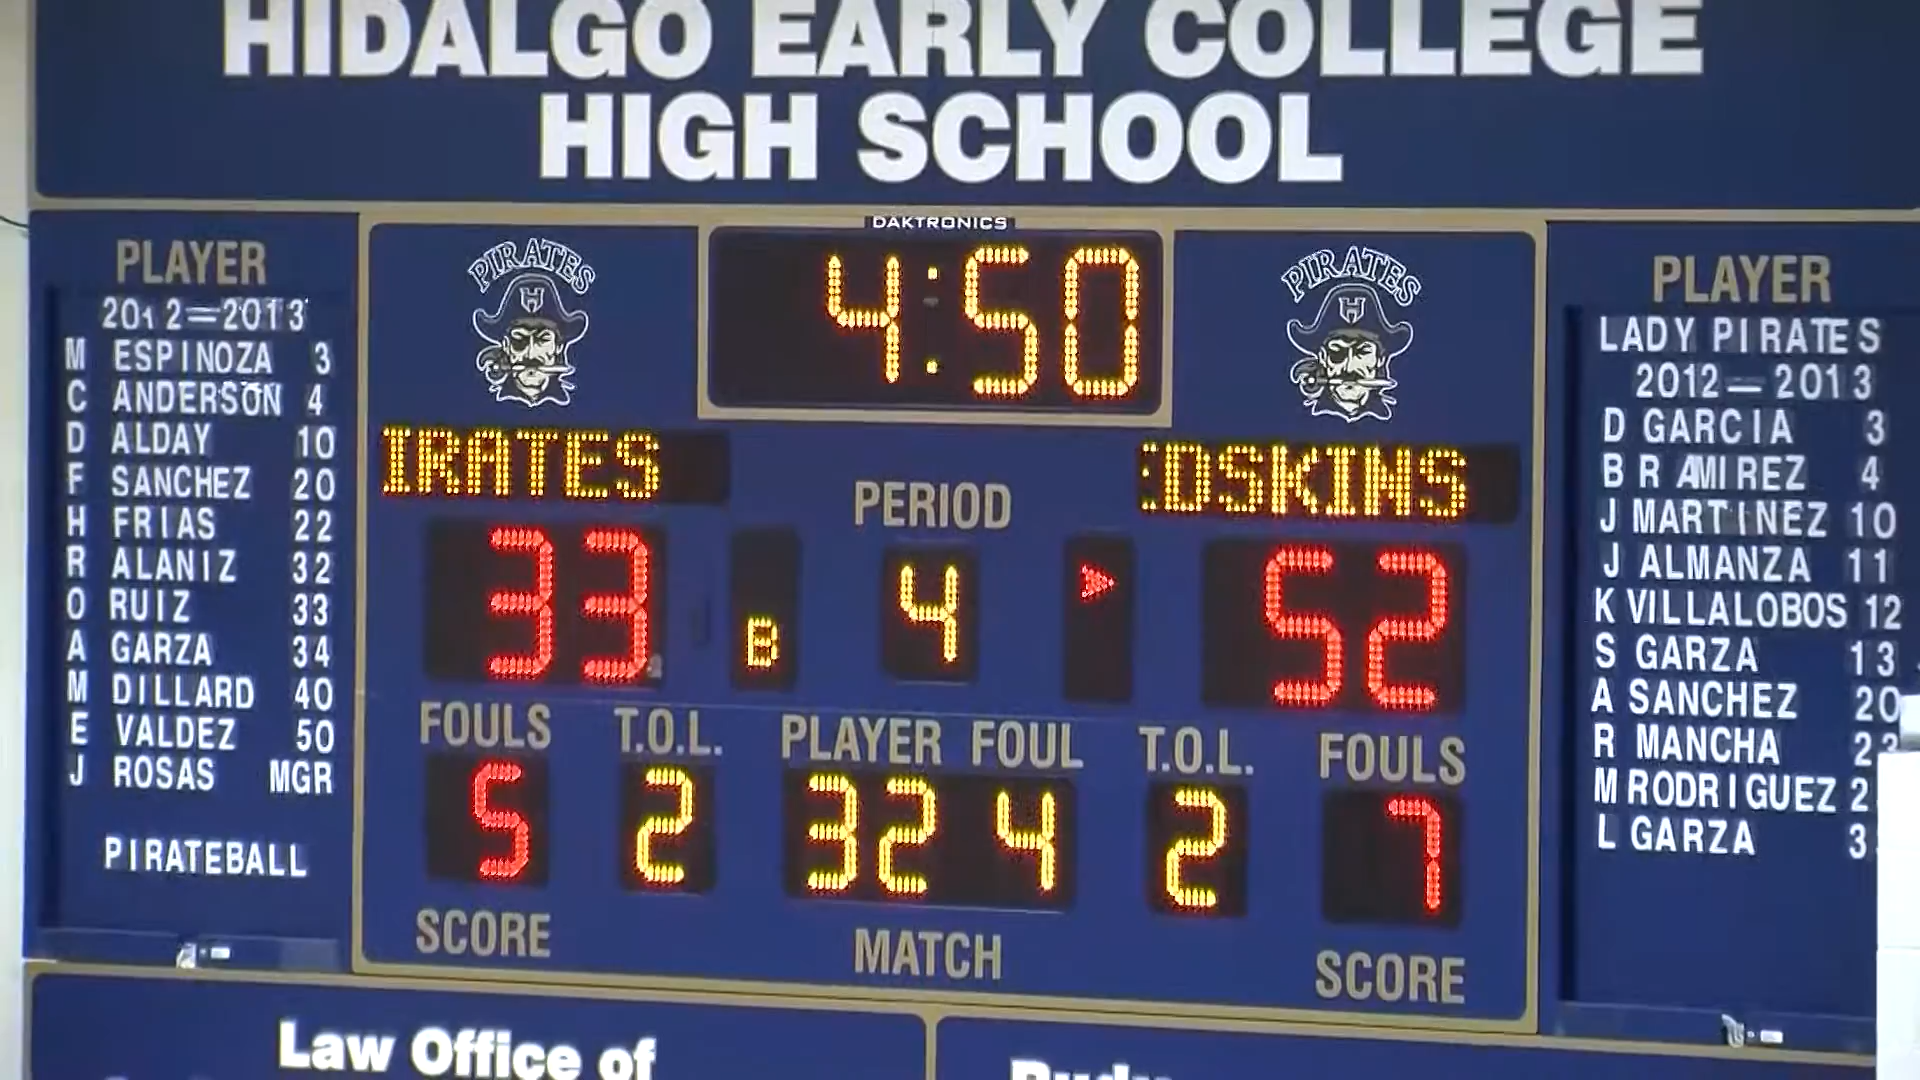 HIDALGO EARLY COLLEGE
HIGH SCHOOL
DAKTRONICS
PLAYER
2012—2013
M ESPINOZA 3
C ANDERSON 4
D ALDAY 10
F SANCHEZ 20
H FRIAS 22
R ALANIZ 32
O RUIZ 33
A GARZA 34
M DILLARD 40
E VALDEZ 50
J ROSAS MGR
PIRATEBALL
PIRATES
H
4:50
PIRATES
H
IRATES
PERIOD
EDSKINS
33
B
4
52
FOULS
T.O.L.
PLAYER FOUL
T.O.L.
FOULS
5
2
32 4
2
7
SCORE
MATCH
SCORE
PLAYER
LADY PIRATES
2012—2013
D GARCIA 3
B RAMIREZ 4
J MARTINEZ 10
J ALMANZA 11
K VILLALOBOS 12
S GARZA 13
A SANCHEZ 20
R MANCHA 23
M RODRIGUEZ 2
L GARZA 3
Law Office of